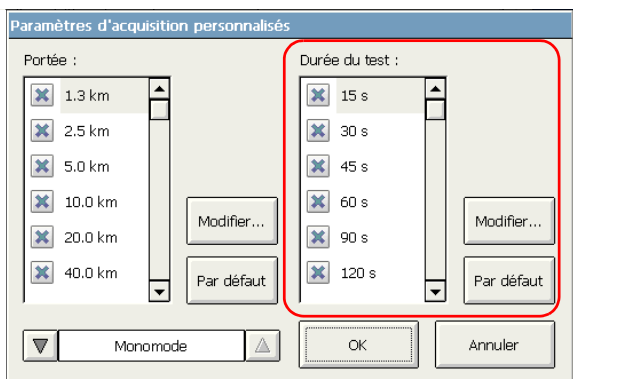 Paramètres d'acquisition personnalisés
Portée :
1.3 km
2.5 km
5.0 km
10.0 km
20.0 km
40.0 km
Modifier...
Par défaut
Durée du test :
15 s
30 s
45 s
60 s
90 s
120 s
Modifier...
Par défaut
Monomode
OK
Annuler